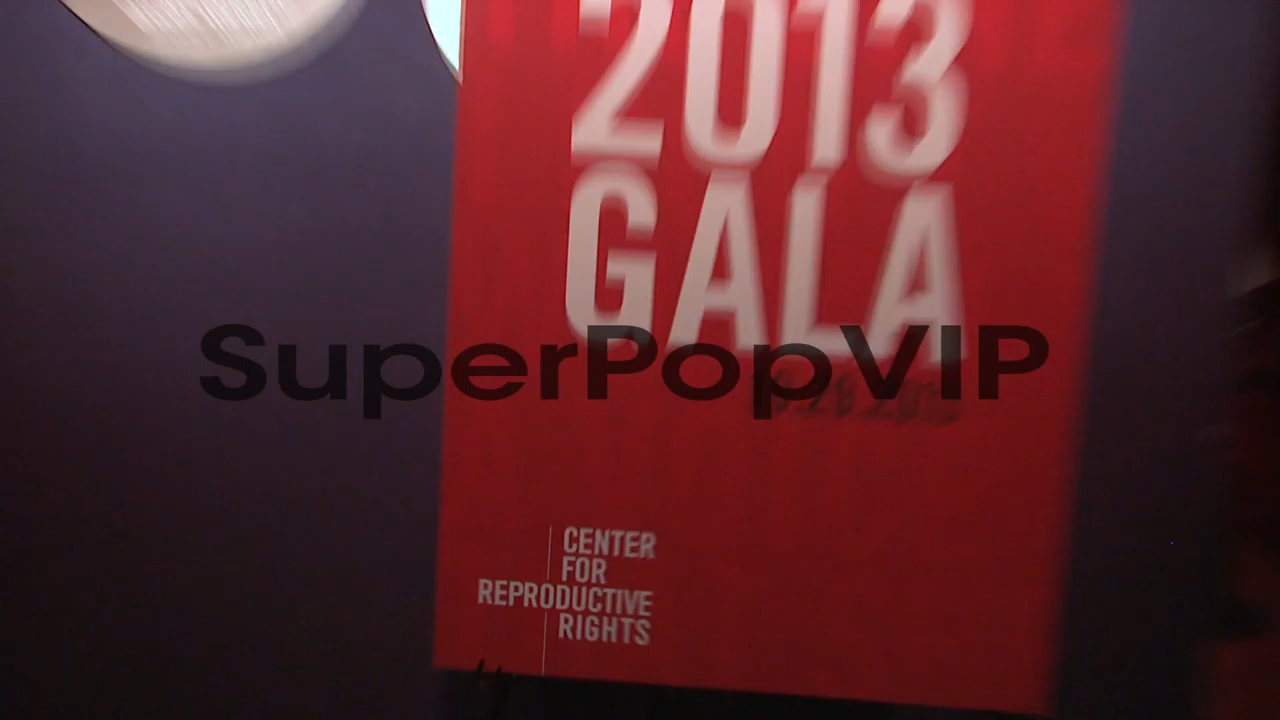 2013
GALA
SuperPopVIP
CENTER
FOR
REPRODUCTIVE
RIGHTS